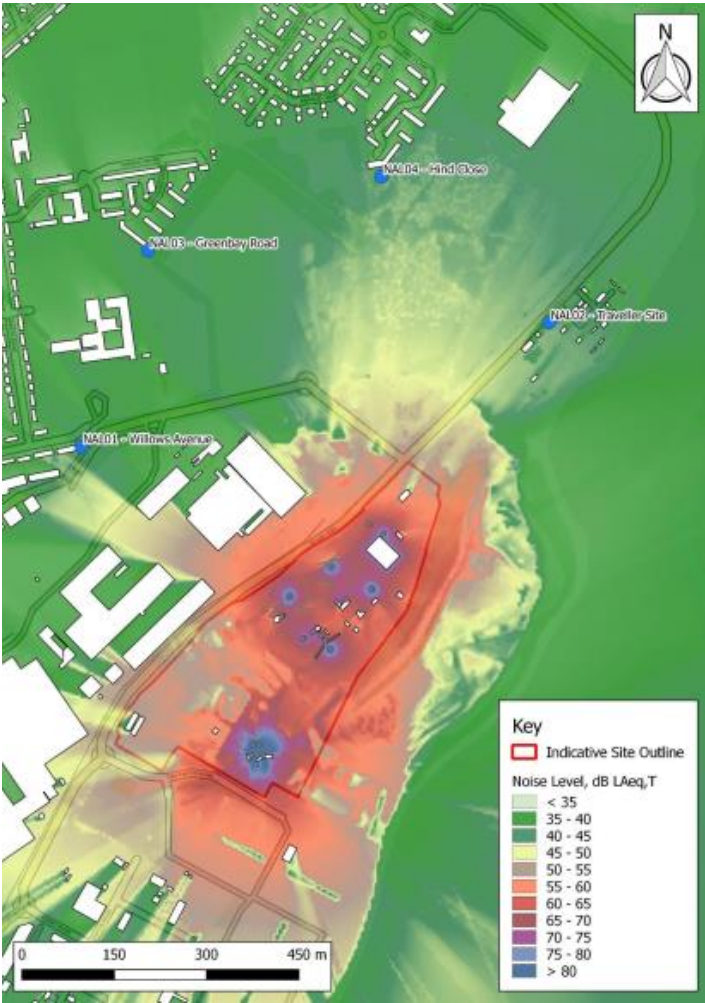 N
NAL04 - Hind Close
NAL03 - Greenbay Road
NAL02 - Traveller Site
NAL01 - Willows Avenue
Key
Indicative Site Outline
Noise Level, dB LAeq,T
< 35
35 - 40
40 - 45
45 - 50
50 - 55
55 - 60
60 - 65
65 - 70
70 - 75
75 - 80
> 80
0 150 300 450 m